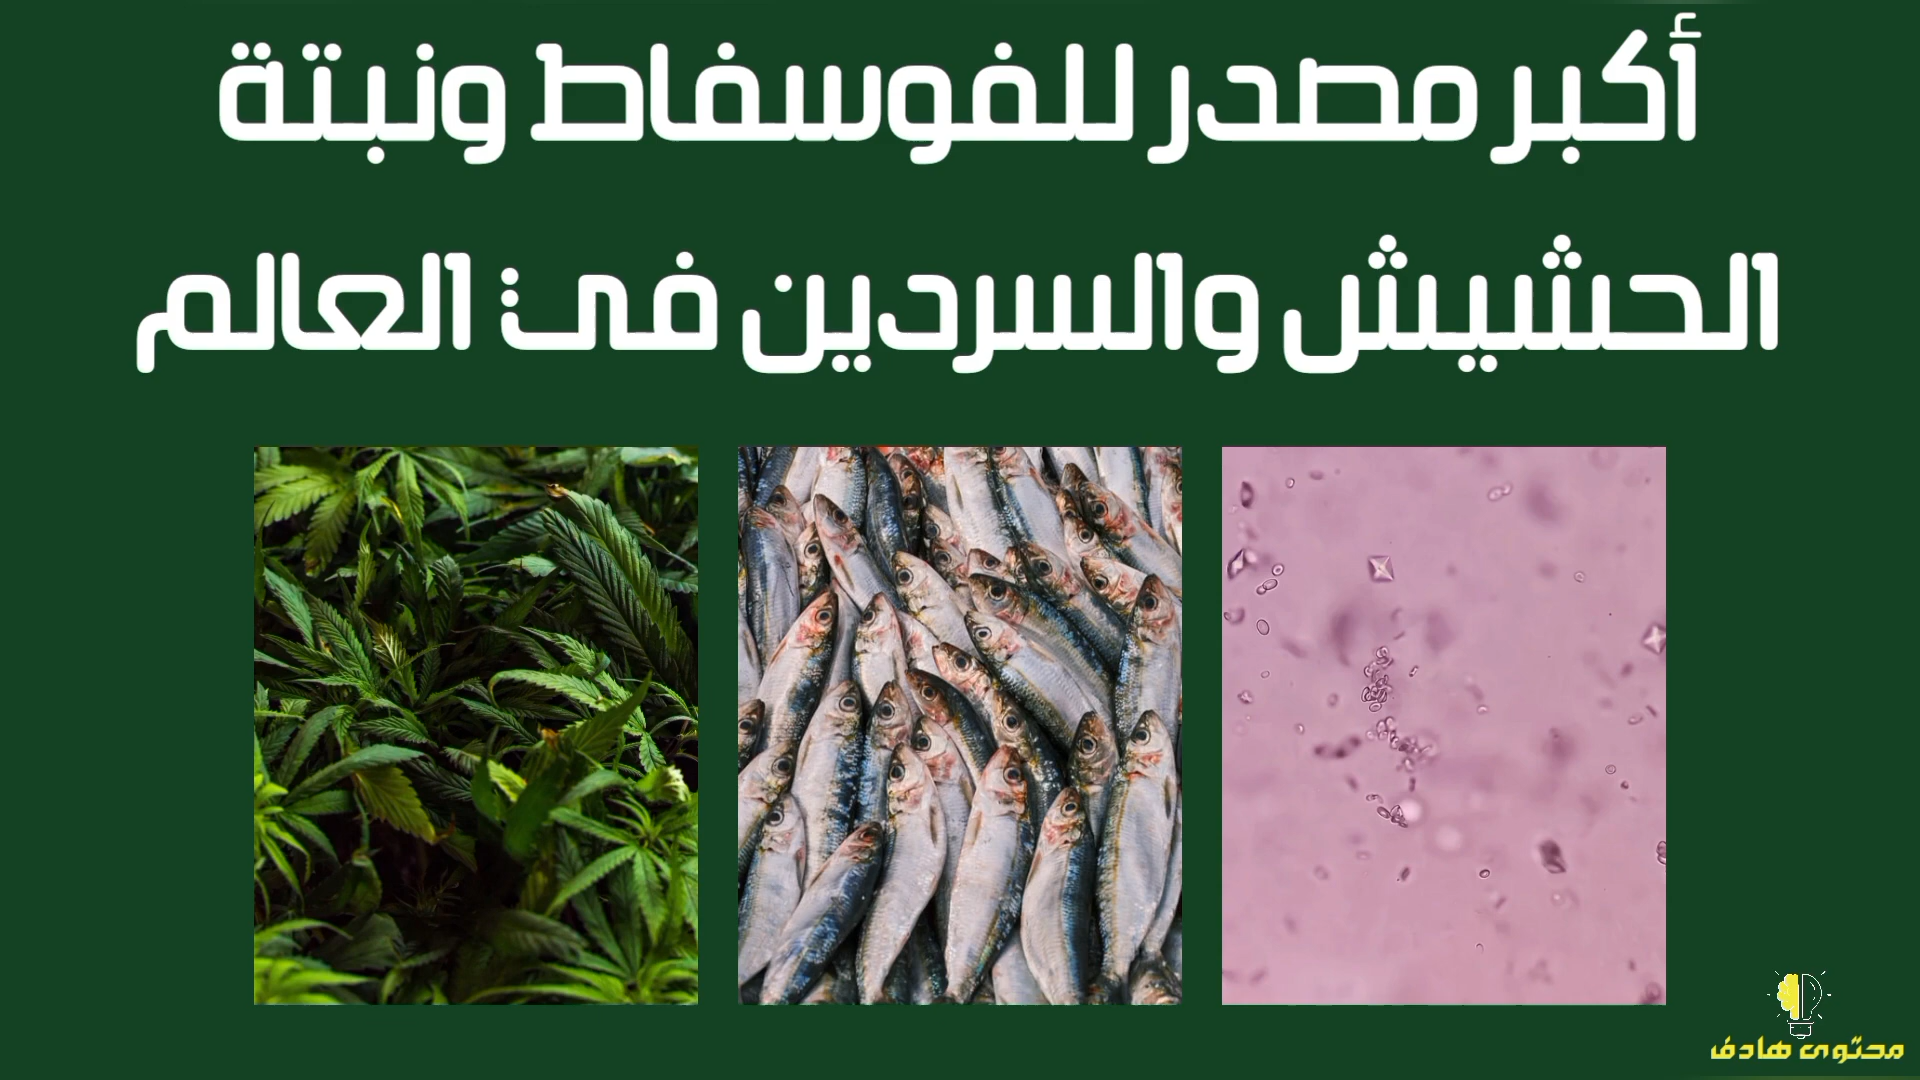 أكبر مصدر للفوسفاط ونبتة
الحشيش والسردين في العالم
محتوى هادف